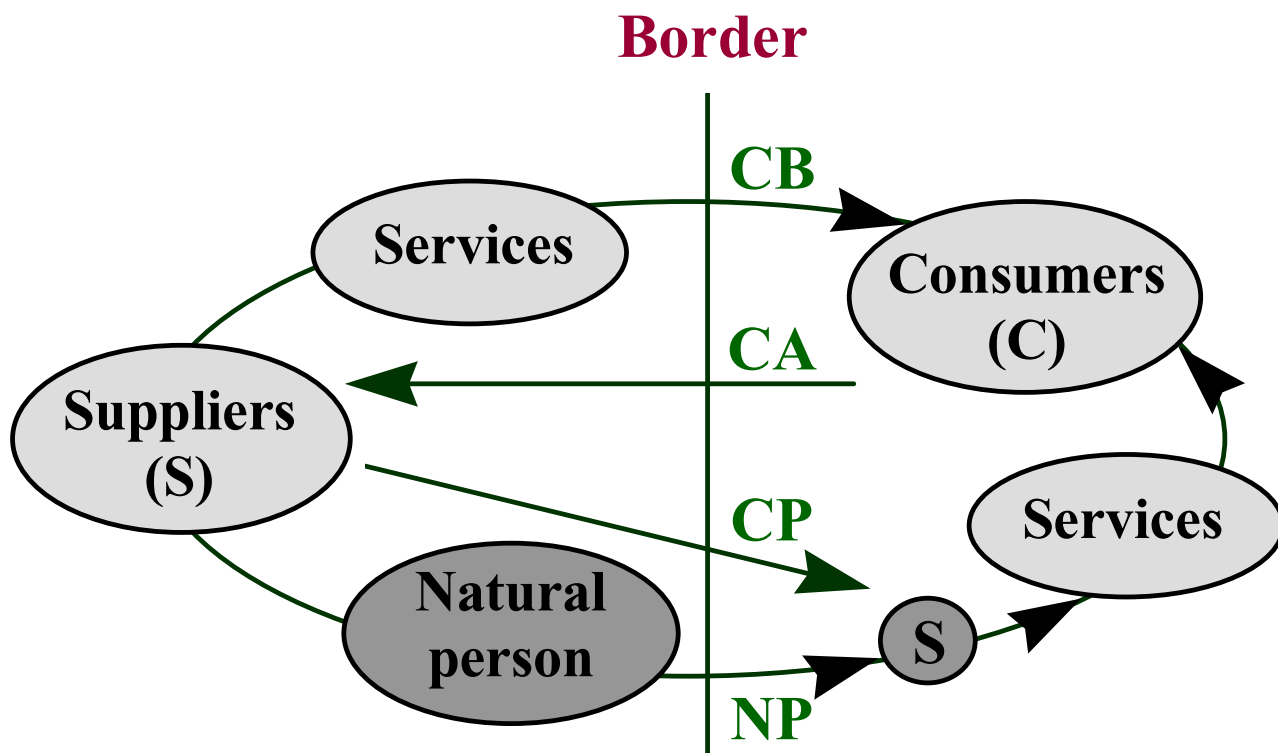 Border
CB
Services
Consumers
(C)
CA
Suppliers
(S)
CP
Services
Natural
person
S
NP